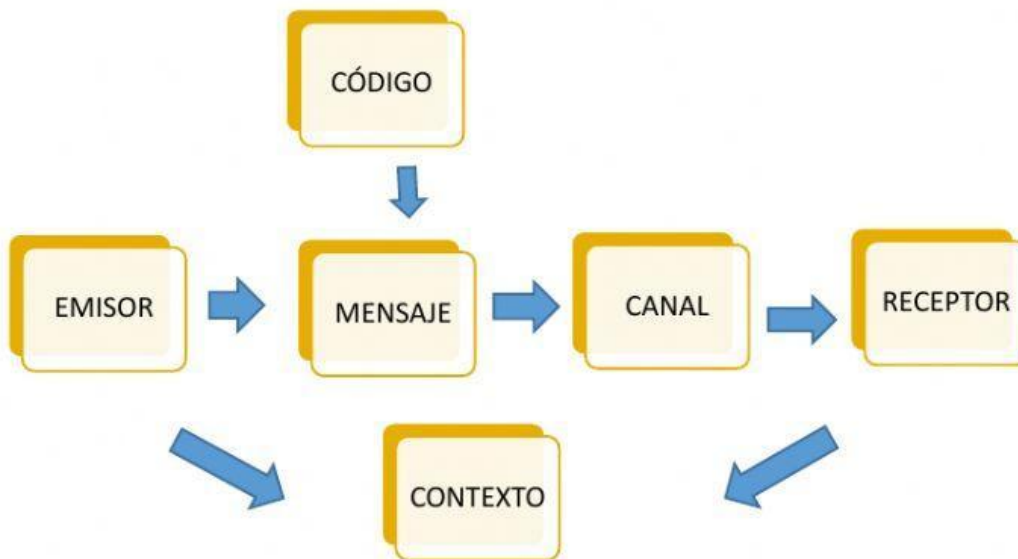 CÓDIGO
EMISOR
MENSAJE
CANAL
RECEPTOR
CONTEXTO